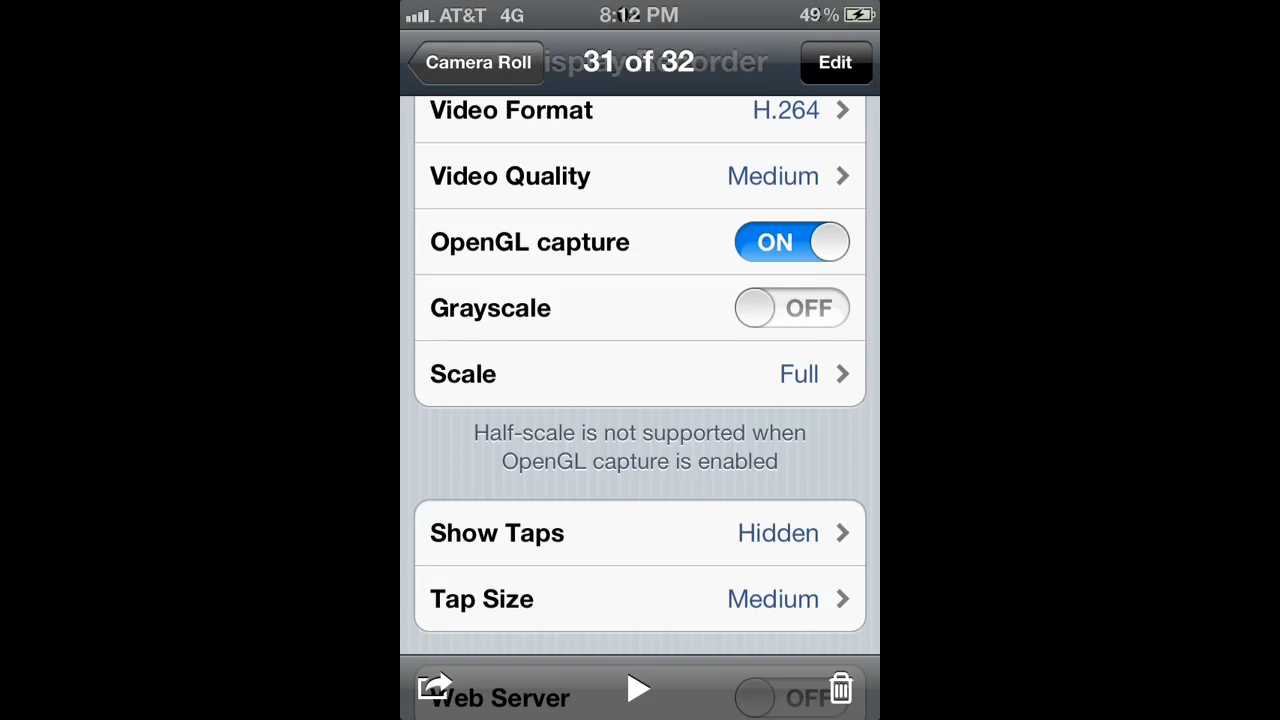 AT&T 4G 8:12 PM 49%
Camera Roll 31 of 32 Edit
Video Format H.264
Video Quality Medium
OpenGL capture ON
Grayscale OFF
Scale Full
Half-scale is not supported when
OpenGL capture is enabled
Show Taps Hidden
Tap Size Medium
Web Server OFF